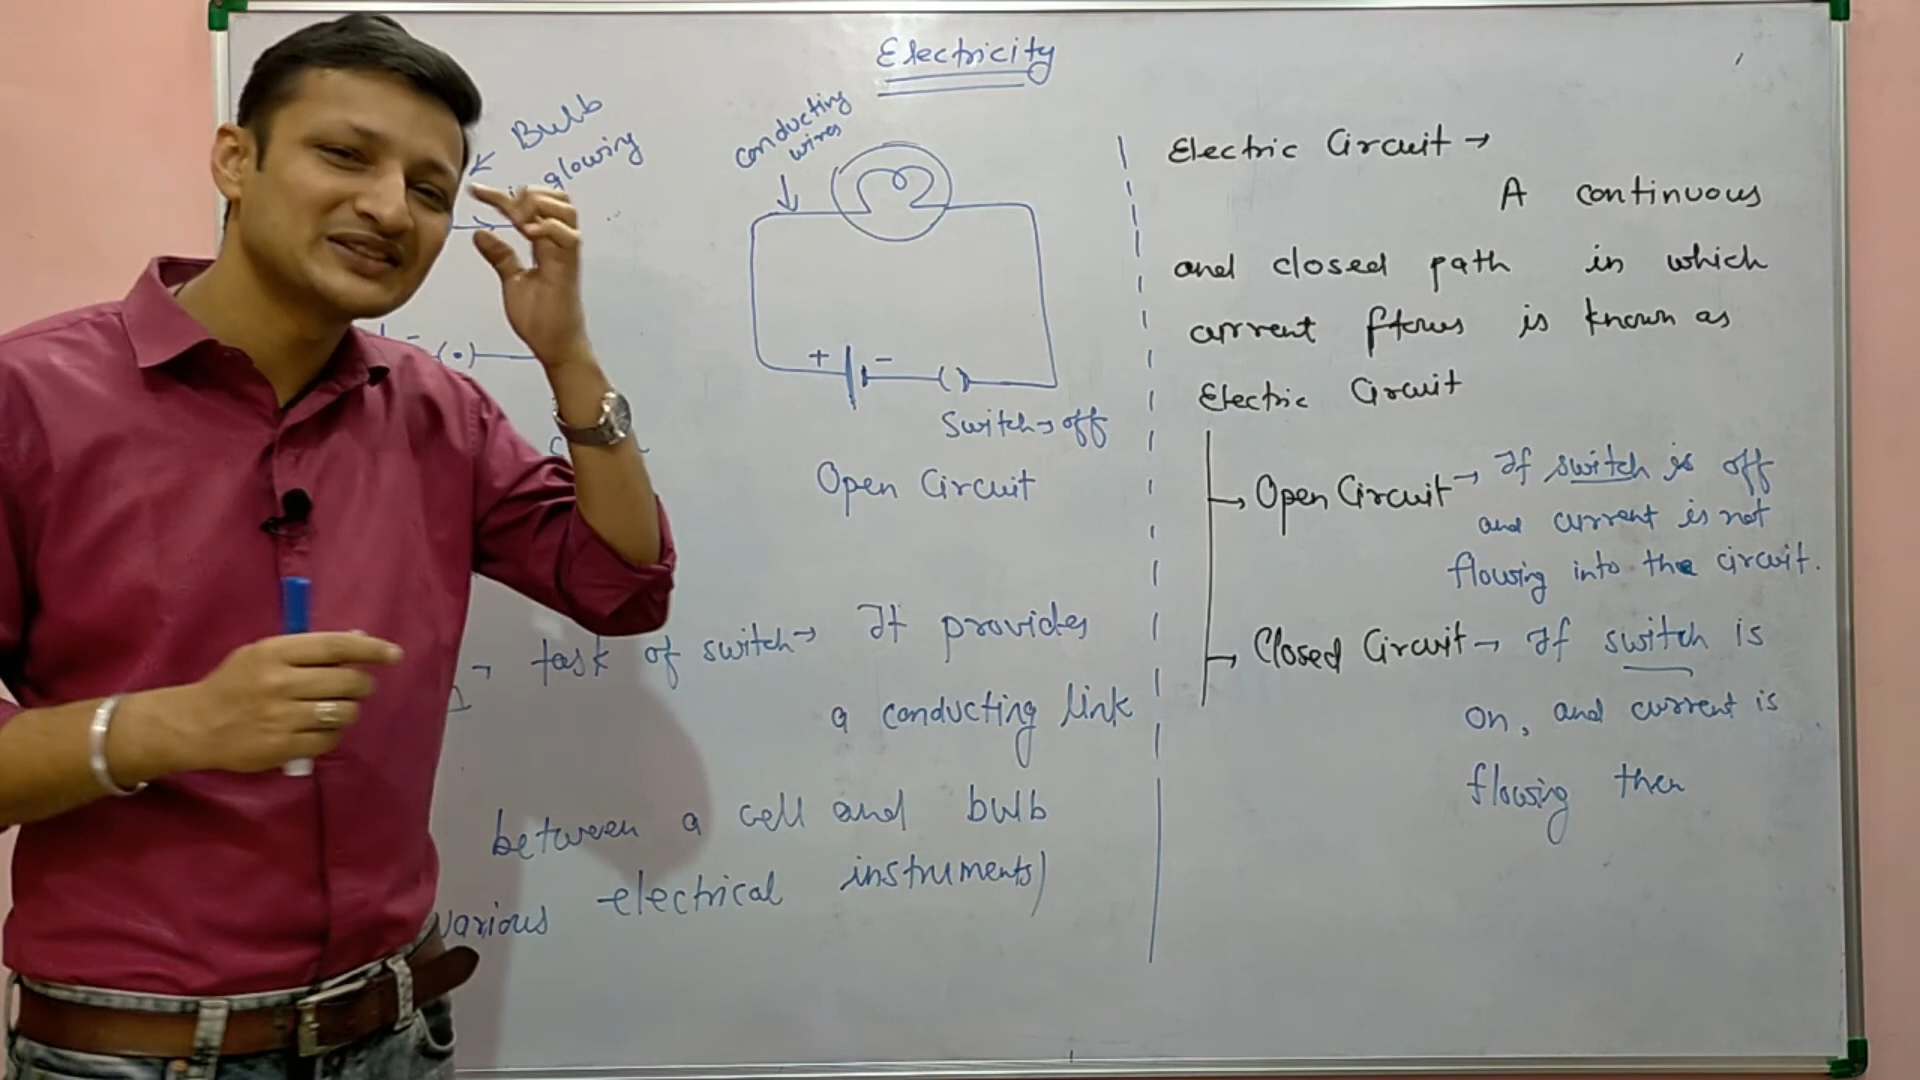 Electricity
Bulb
glowing
conducting
wires
+ -
Switch → off
Open Circuit
→ task of switch → It provides
a conducting link
between a cell and bulb
various electrical instruments)
Electric Circuit →
A continuous
and closed path in which
current flows is known as
Electric Circuit
→ Open Circuit → If switch is off
and current is not
flowing into the circuit.
→ Closed Circuit → If switch is
on, and current is
flowing then